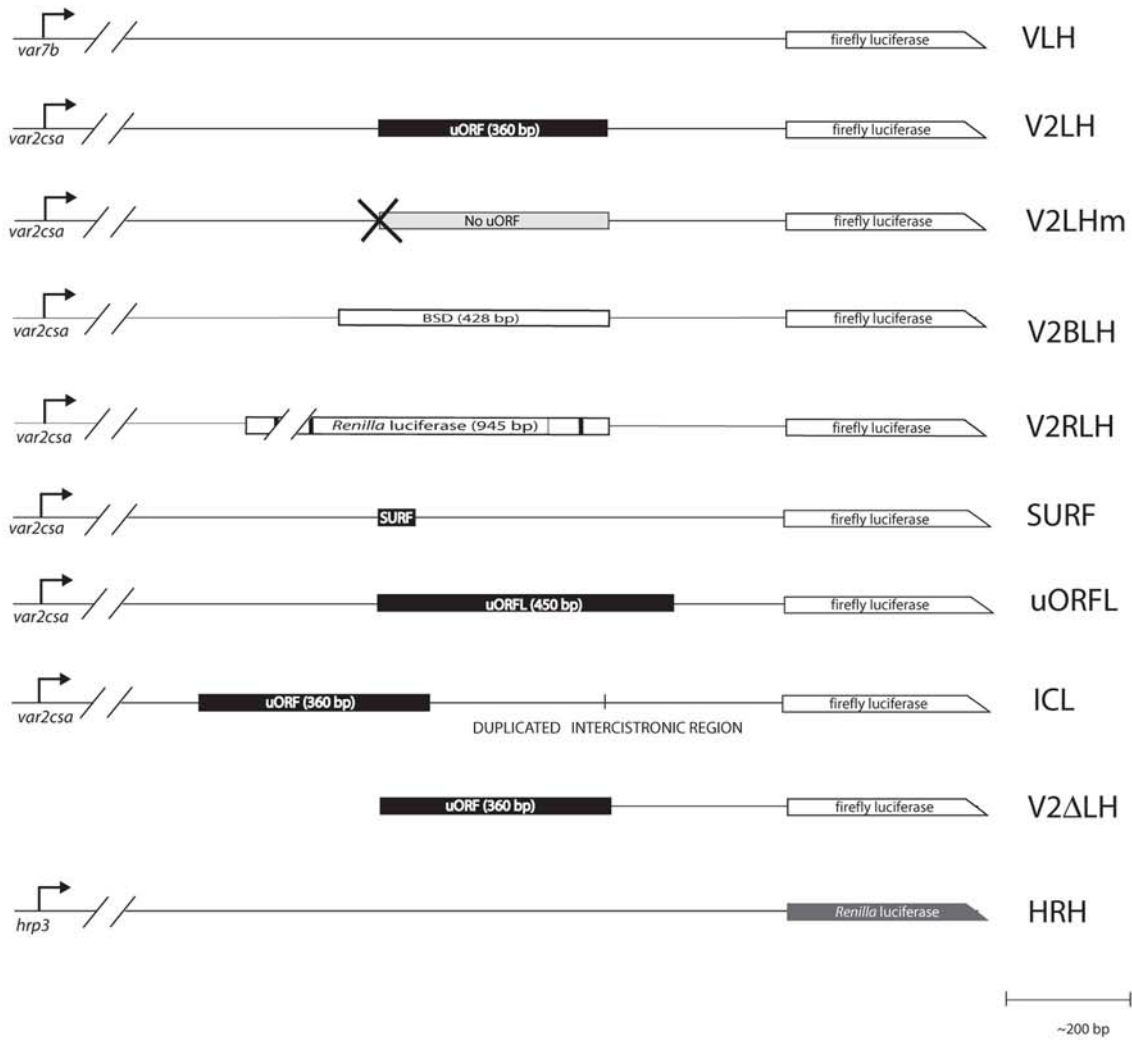 var7b firefly luciferase VLH
var2csa uORF (360 bp) firefly luciferase V2LH
var2csa No uORF firefly luciferase V2LHm
var2csa BSD (428 bp) firefly luciferase V2BLH
var2csa Renilla luciferase (945 bp) firefly luciferase V2RLH
var2csa SURF firefly luciferase SURF
var2csa uORFL (450 bp) firefly luciferase uORFL
var2csa uORF (360 bp) firefly luciferase ICL
DUPLICATED INTERCISTRONIC REGION
uORF (360 bp) firefly luciferase V2ΔLH
hrp3 Renilla luciferase HRH
~200 bp